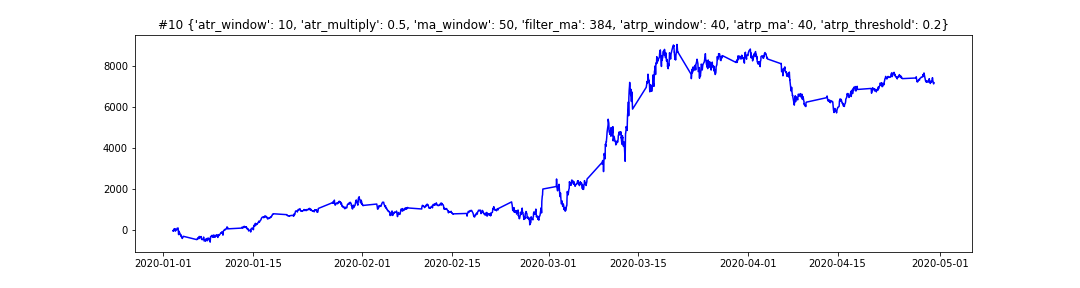 #10 {'atr_window': 10, 'atr_multiply': 0.5, 'ma_window': 50, 'filter_ma': 384, 'atrp_window': 40, 'atrp_ma': 40, 'atrp_threshold': 0.2}
8000
6000
4000
2000
0
2020-01-01 2020-01-15 2020-02-01 2020-02-15 2020-03-01 2020-03-15 2020-04-01 2020-04-15 2020-05-01